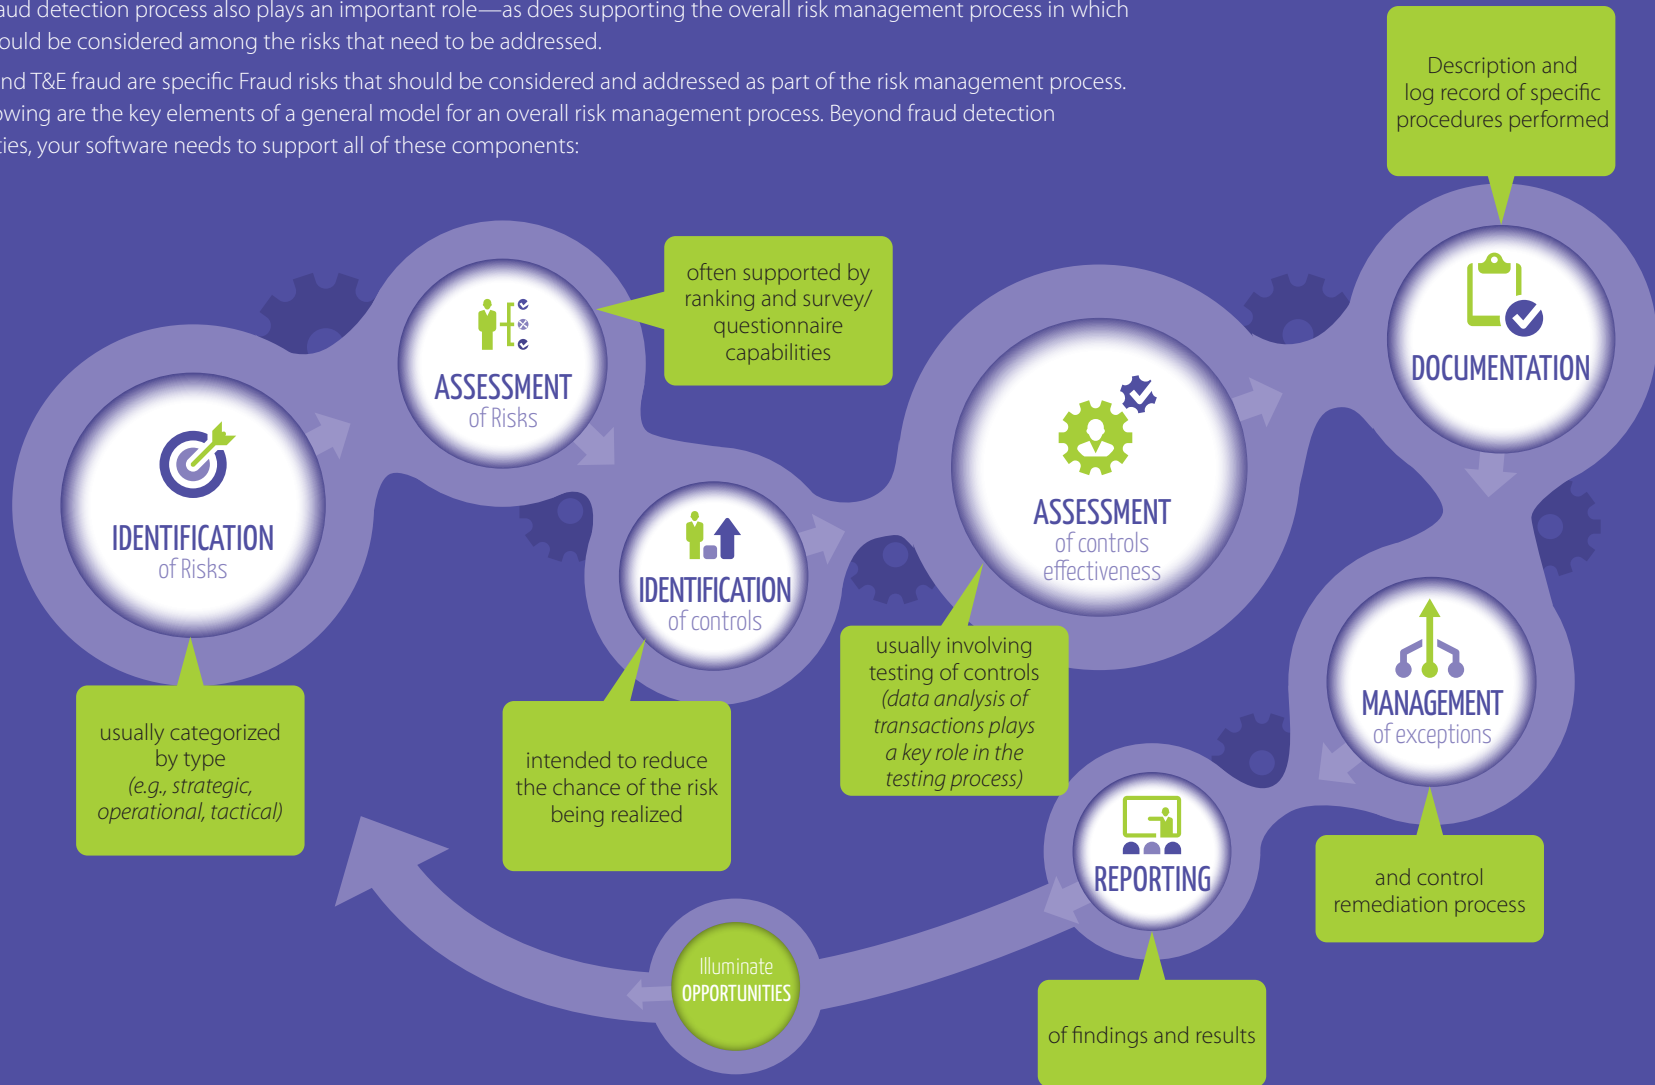 aud detection process also plays an important role—as does supporting the overall risk management process in which
ould be considered among the risks that need to be addressed.
nd T&E fraud are specific Fraud risks that should be considered and addressed as part of the risk management process.
owing are the key elements of a general model for an overall risk management process. Beyond fraud detection
ties, your software needs to support all of these components:
IDENTIFICATION
of Risks
usually categorized
by type
(e.g., strategic,
operational, tactical)
ASSESSMENT
of Risks
often supported by
ranking and survey/
questionnaire
capabilities
IDENTIFICATION
of controls
intended to reduce
the chance of the risk
being realized
ASSESSMENT
of controls
effectiveness
usually involving
testing of controls
(data analysis of
transactions plays
a key role in the
testing process)
Description and
log record of specific
procedures performed
DOCUMENTATION
MANAGEMENT
of exceptions
and control
remediation process
REPORTING
of findings and results
Illuminate
OPPORTUNITIES